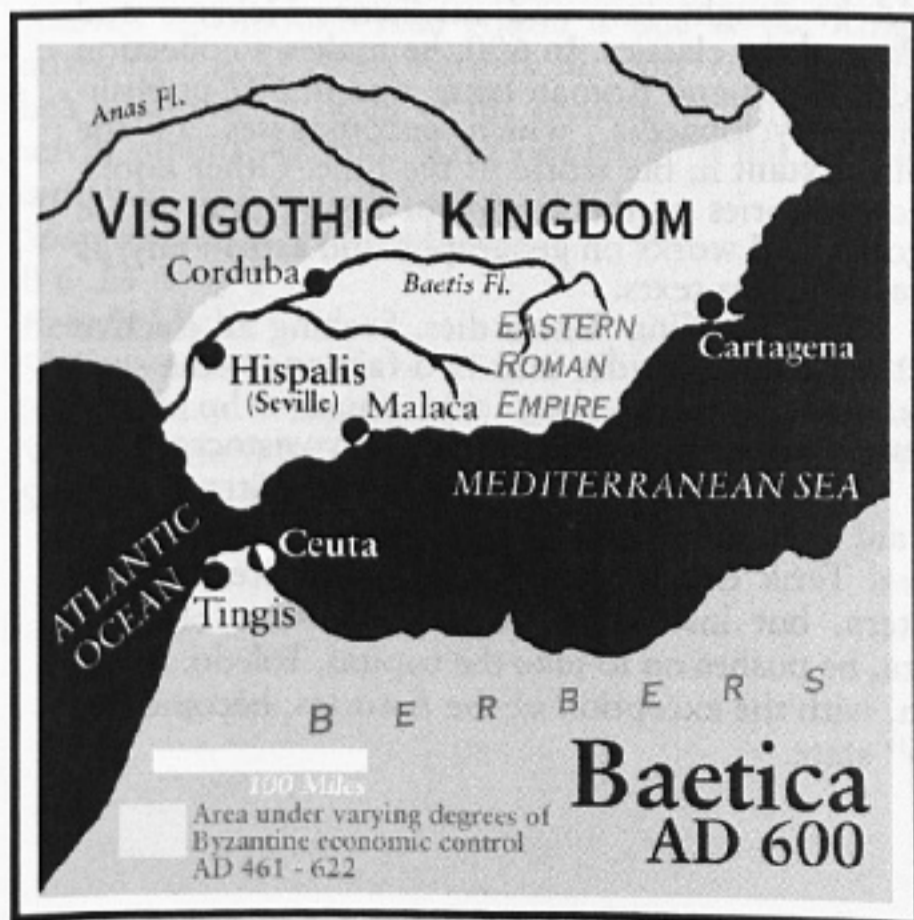 Anas Fl.
VISIGOTHIC KINGDOM
Corduba
Baetis Fl.
EASTERN
ROMAN
EMPIRE
Cartagena
Hispalis
(Seville)
Malaca
MEDITERRANEAN SEA
ATLANTIC
OCEAN
Ceuta
Tingis
BERBERS
Baetica
AD 600
100 Miles
Area under varying degrees of
Byzantine economic control
AD 461 - 622